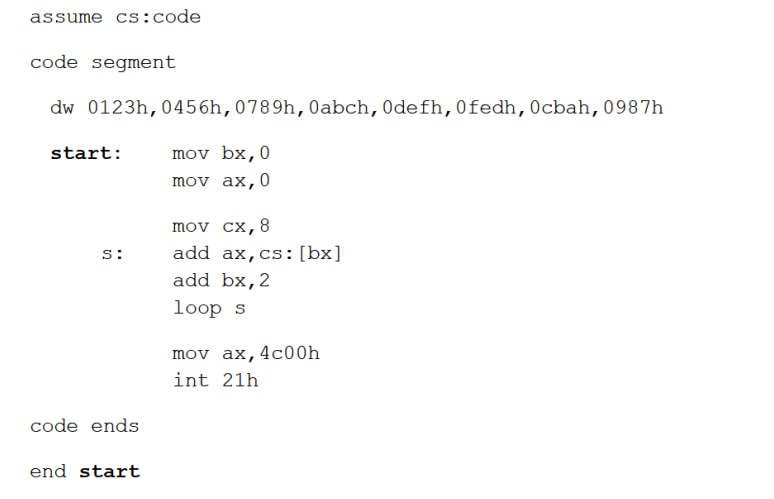 assume cs:code
code segment
dw 0123h,0456h,0789h,0abch,0defh,0fedh,0cbah,0987h
start: mov bx,0
mov ax,0
mov cx,8
s: add ax,cs:[bx]
add bx,2
loop s
mov ax,4c00h
int 21h
code ends
end start